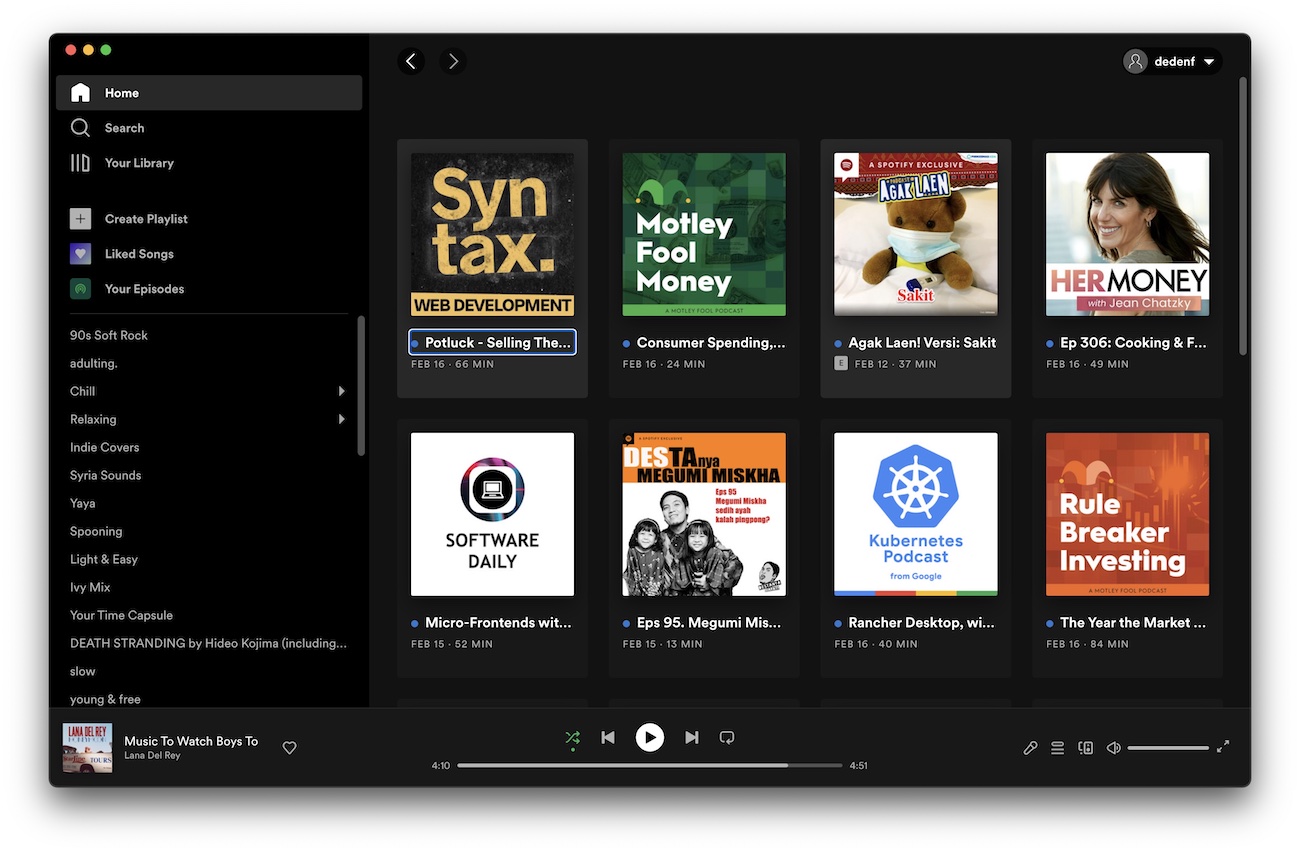 Home
Search
Your Library
Create Playlist
Liked Songs
Your Episodes
90s Soft Rock
adulting.
Chill
Relaxing
Indie Covers
Syria Sounds
Yaya
Spooning
Light & Easy
Ivy Mix
Your Time Capsule
DEATH STRANDING by Hideo Kojima (including...
slow
young & free
dedenf
Syn
tax.
WEB DEVELOPMENT
Potluck - Selling The...
FEB 16 · 66 MIN
Motley
Fool
Money
A MOTLEY FOOL PODCAST
Consumer Spending,...
FEB 16 · 24 MIN
A SPOTIFY EXCLUSIVE
AGAK LAEN
Sakit
Agak Laen! Versi: Sakit
E FEB 12 · 37 MIN
HERMONEY
with Jean Chatzky
Ep 306: Cooking & F...
FEB 16 · 49 MIN
SOFTWARE
DAILY
Micro-Frontends wit...
FEB 15 · 52 MIN
A SPOTIFY EXCLUSIVE
DESTAnya
MEGUMI MISKHA
Eps 95
Megumi Miskha
sedih ayah
kalah pingpong?
Eps 95. Megumi Mis...
FEB 15 · 13 MIN
Kubernetes
Podcast
from Google
Rancher Desktop, wi...
FEB 16 · 40 MIN
Rule
Breaker
Investing
A MOTLEY FOOL PODCAST
The Year the Market ...
FEB 16 · 84 MIN
LANA DEL REY
TOURS
Music To Watch Boys To
Lana Del Rey
4:10
4:51